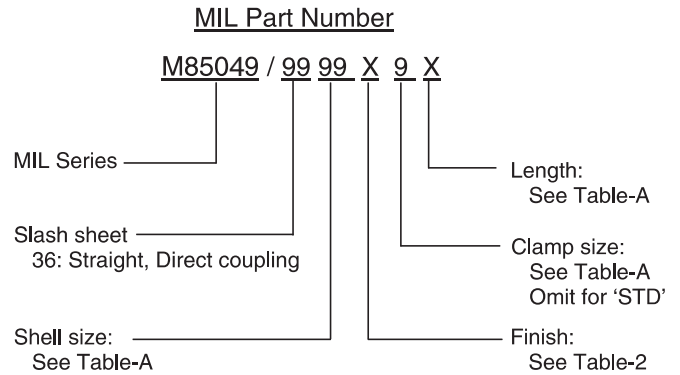 MIL Part Number
M85049 / 99 99 X 9 X
MIL Series
Length:
See Table-A
Slash sheet
36: Straight, Direct coupling
Clamp size:
See Table-A
Omit for 'STD'
Shell size:
See Table-A
Finish:
See Table-2